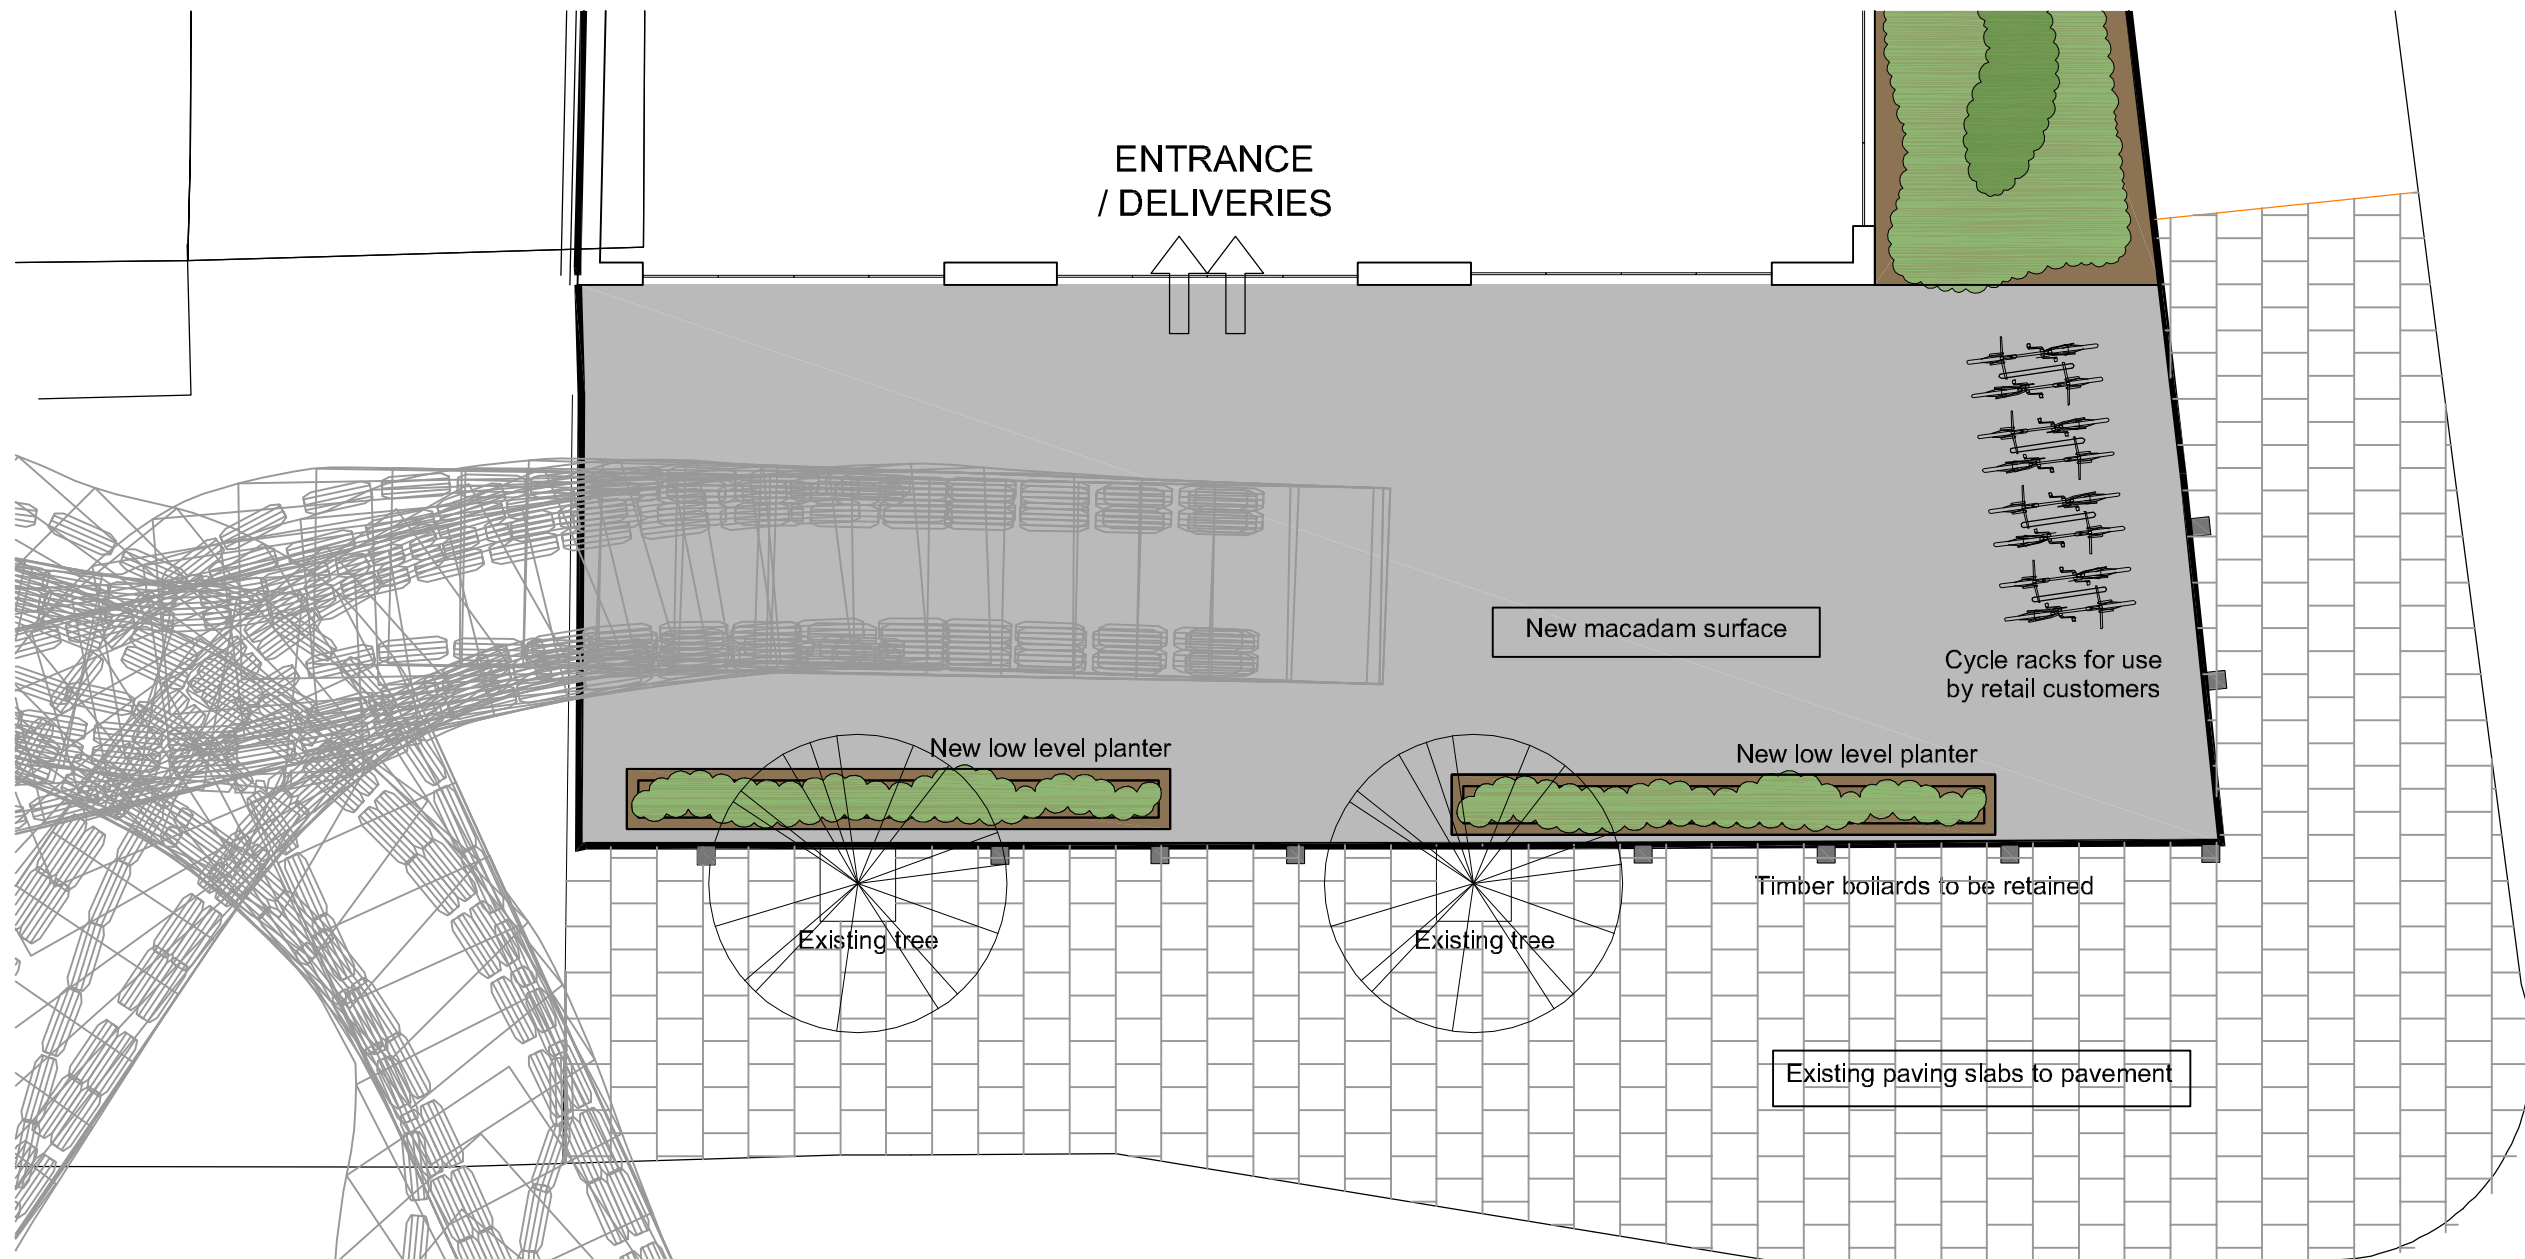 ENTRANCE
/ DELIVERIES
New macadam surface
Cycle racks for use
by retail customers
New low level planter
New low level planter
Timber bollards to be retained
Existing tree
Existing tree
Existing paving slabs to pavement